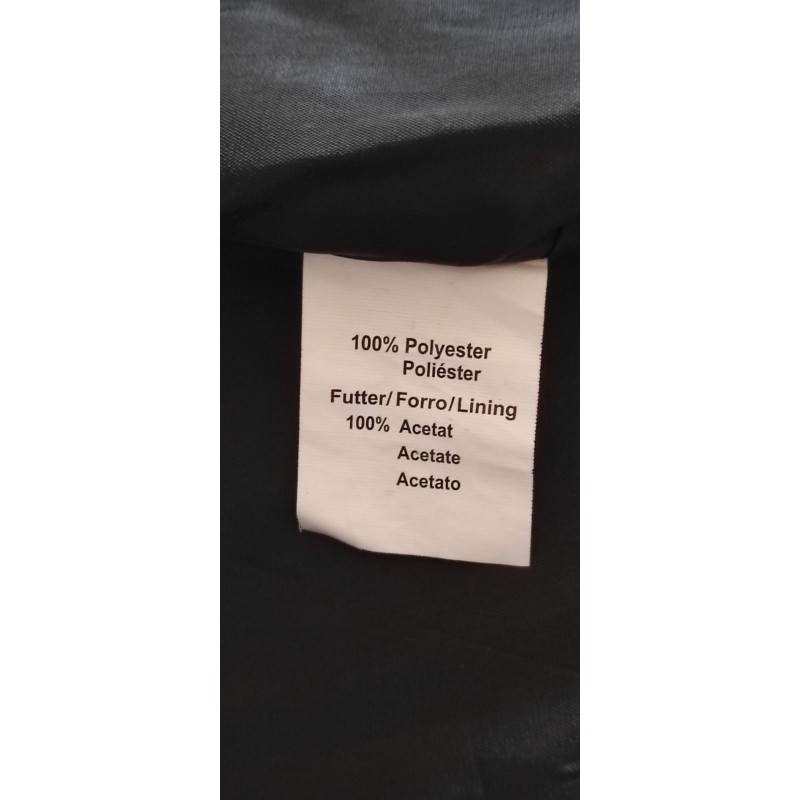 100% Polyester
Poliéster
Futter/Forro/Lining
100% Acetat
Acetate
Acetato